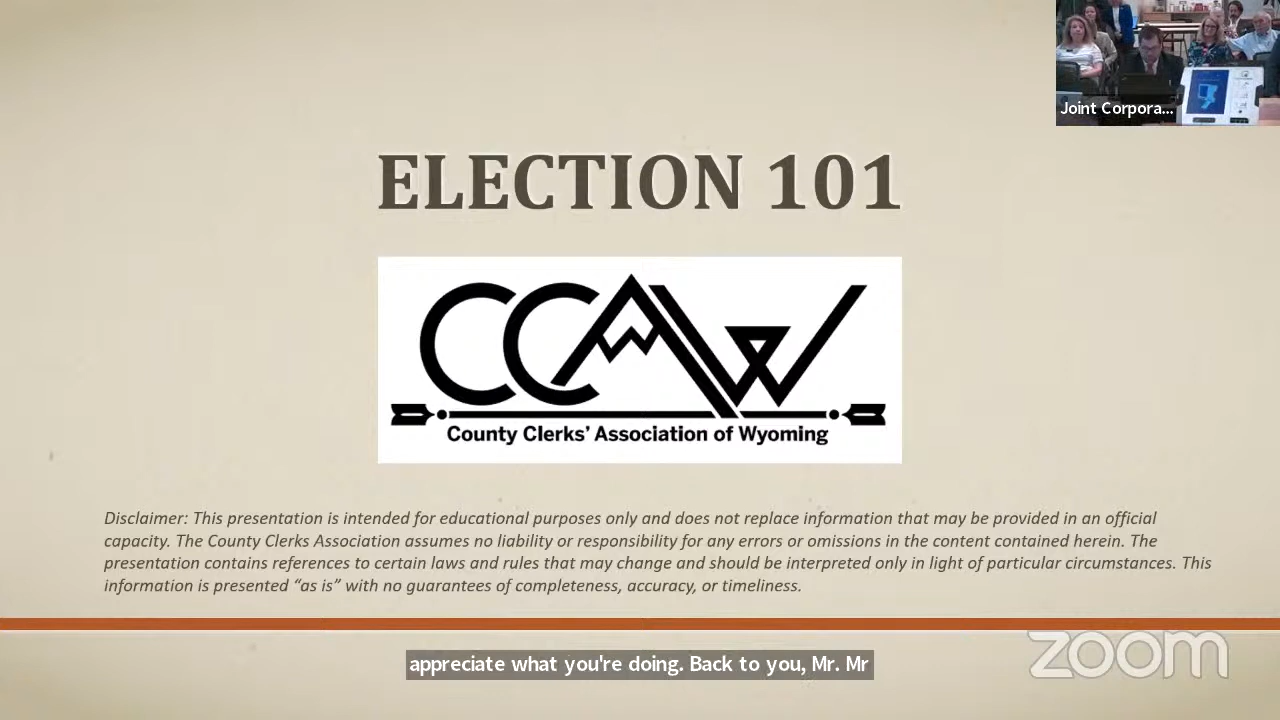 Joint Corpora...
ELECTION 101
CCAW
County Clerks' Association of Wyoming
Disclaimer: This presentation is intended for educational purposes only and does not replace information that may be provided in an official
capacity. The County Clerks Association assumes no liability or responsibility for any errors or omissions in the content contained herein. The
presentation contains references to certain laws and rules that may change and should be interpreted only in light of particular circumstances. This
information is presented “as is” with no guarantees of completeness, accuracy, or timeliness.
zoom
appreciate what you're doing. Back to you, Mr. Mr